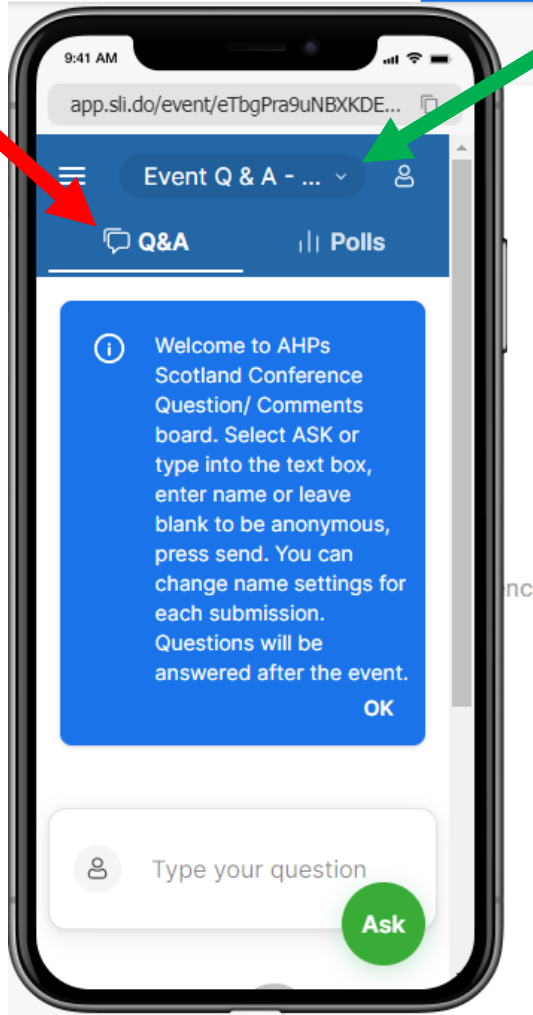 9:41 AM
app.sli.do/event/eTbgPra9uNBXKDE...
Event Q & A - ...
Q&A
Polls
Welcome to AHPs
Scotland Conference
Question/ Comments
board. Select ASK or
type into the text box,
enter name or leave
blank to be anonymous,
press send. You can
change name settings for
each submission.
Questions will be
answered after the event.
OK
Type your question
Ask